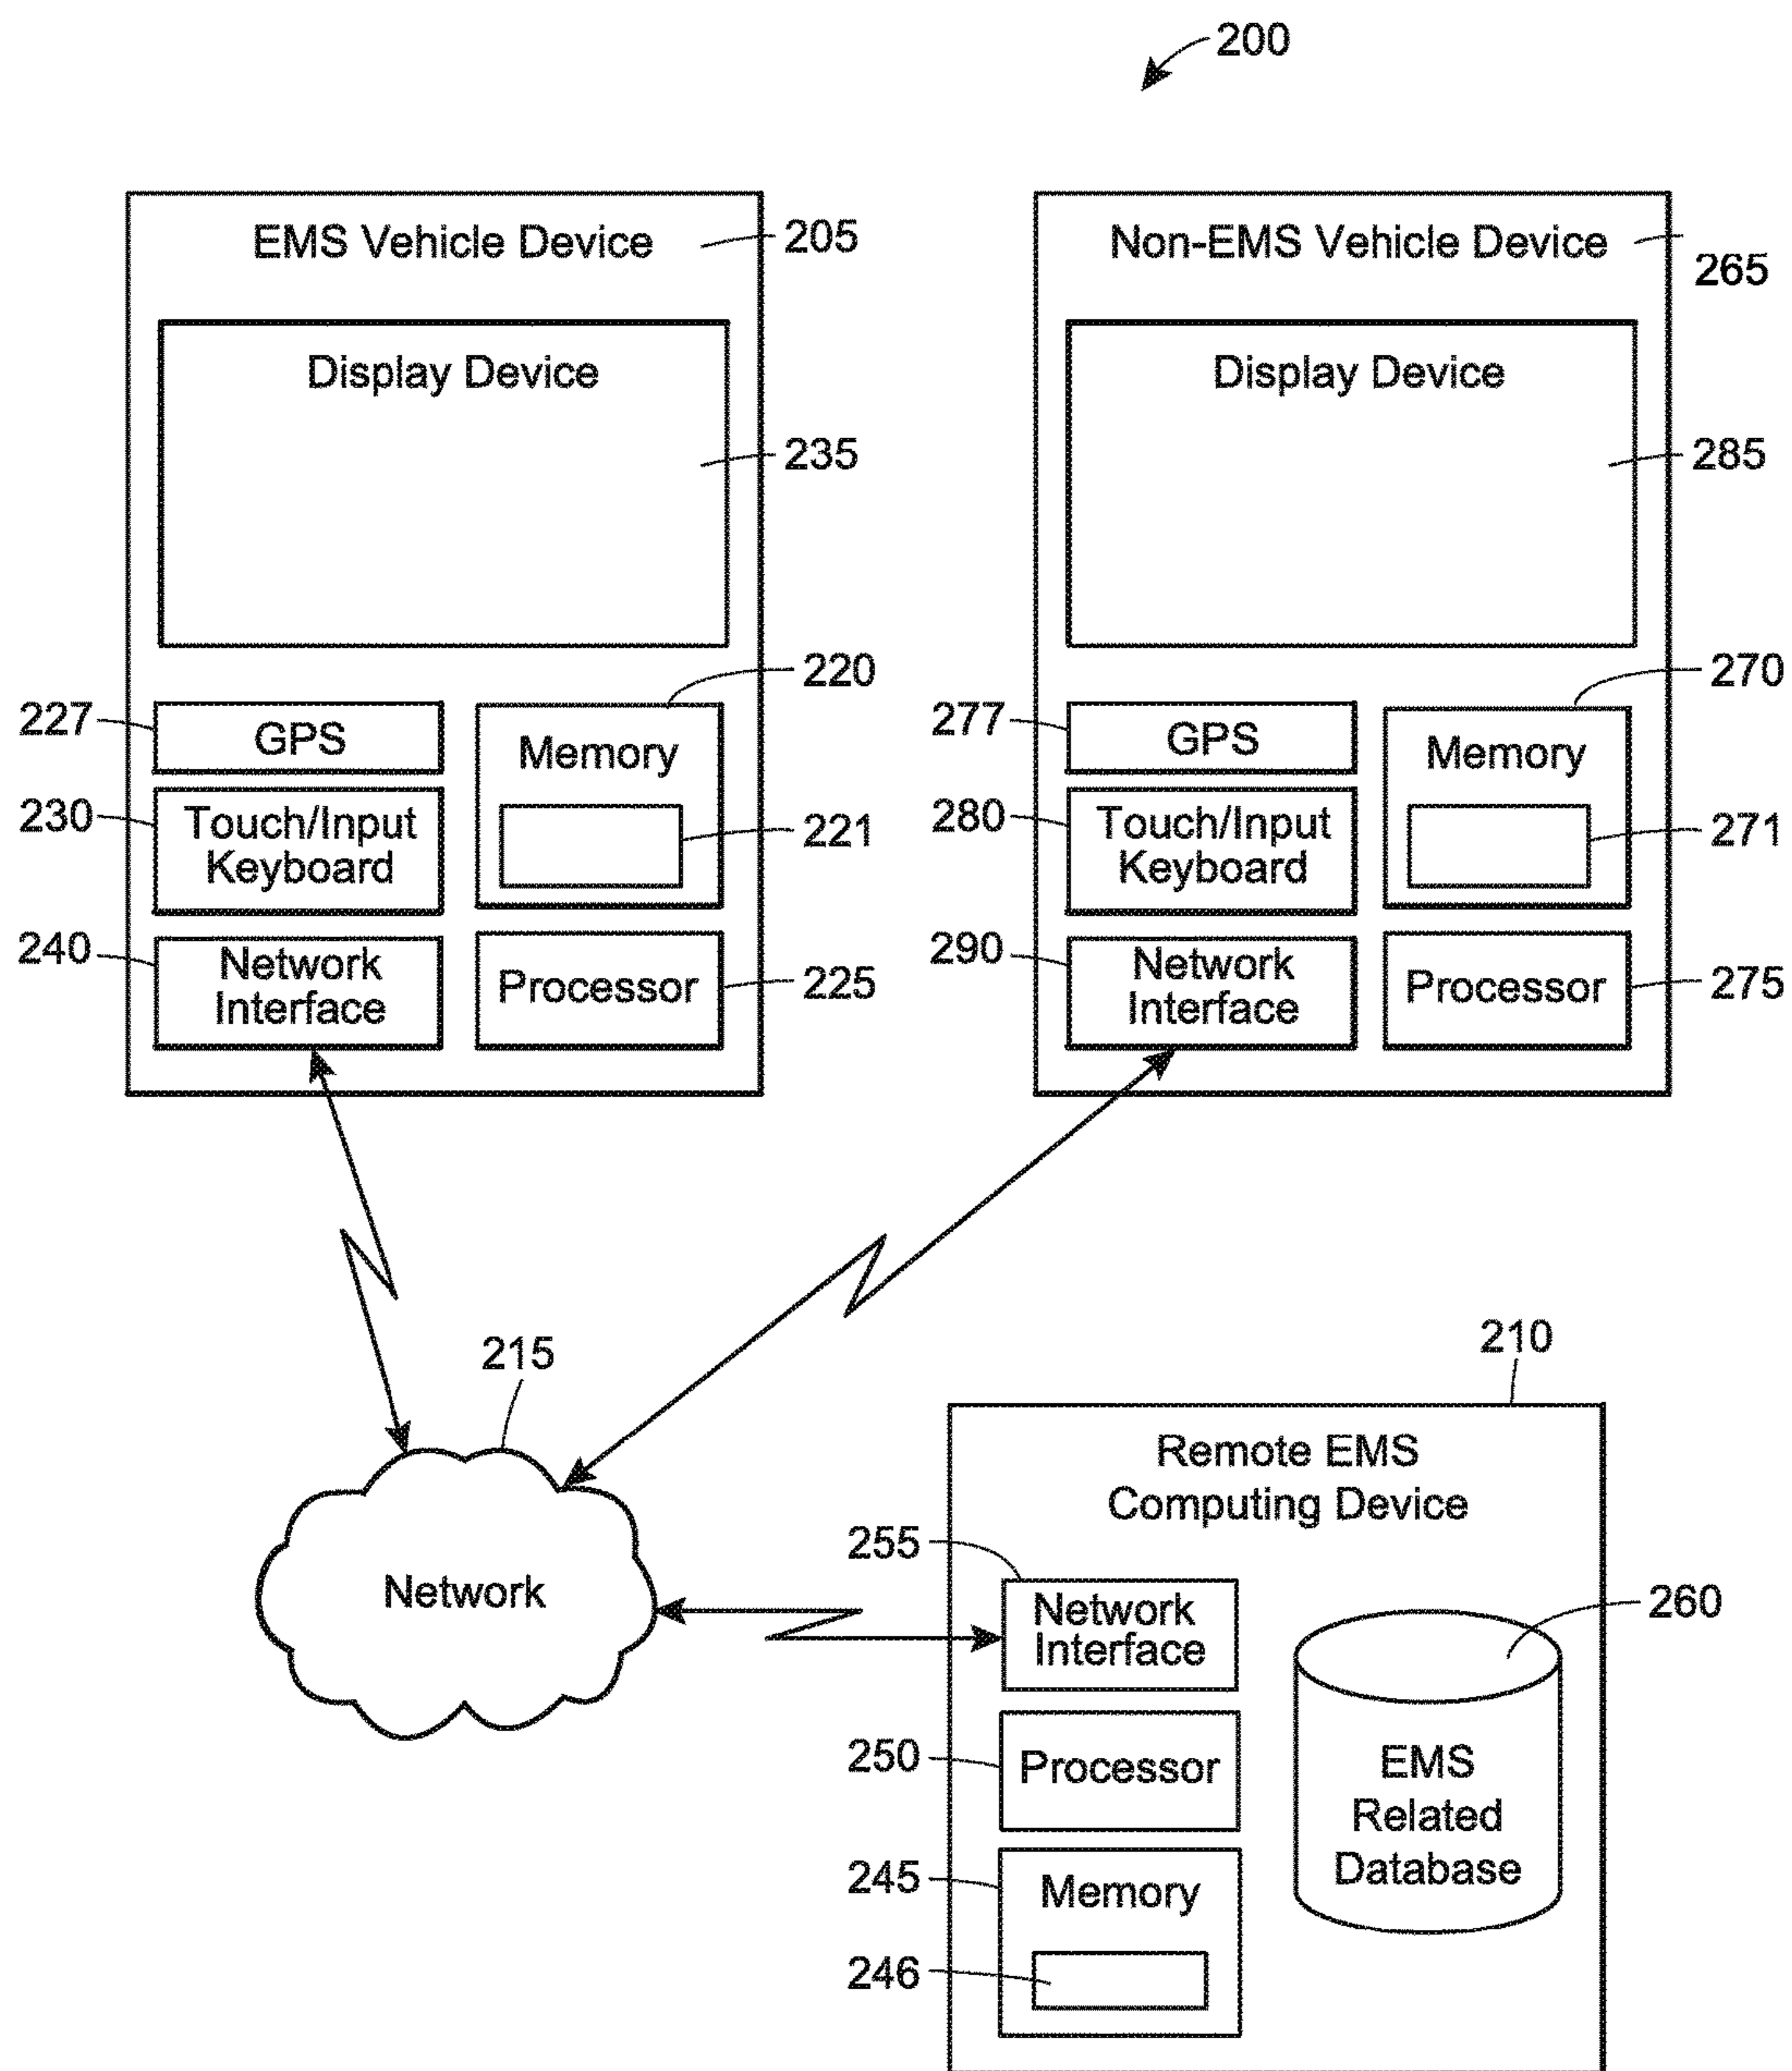 200
EMS Vehicle Device
205
Display Device
235
220
227
GPS
Memory
230
Touch/Input
Keyboard
221
240
Network
Interface
Processor
225
Non-EMS Vehicle Device
265
Display Device
285
270
277
GPS
Memory
280
Touch/Input
Keyboard
271
290
Network
Interface
Processor
275
215
Network
210
Remote EMS
Computing Device
255
Network
Interface
260
250
Processor
EMS
Related
Database
245
Memory
246